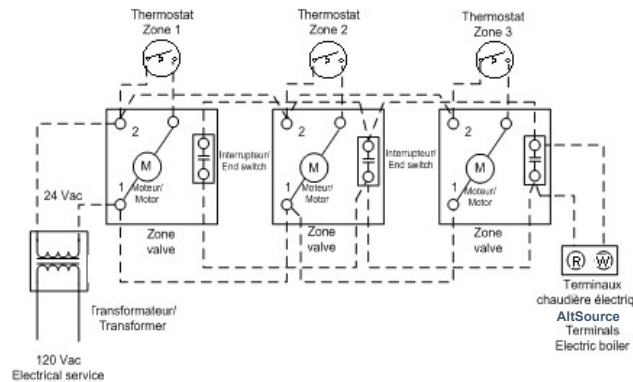 Thermostat
Zone 1
Thermostat
Zone 2
Thermostat
Zone 3
2
M
Moteur/
Motor
1
Interrupteur/
End switch
2
M
Moteur/
Motor
1
Interrupteur/
End switch
2
M
Moteur/
Motor
1
24 Vac
Zone
valve
Zone
valve
Zone
valve
R
W
Transformateur/
Transformer
Terminaux
chaudière électriq
AltSource
Terminals
Electric boiler
120 Vac
Electrical service